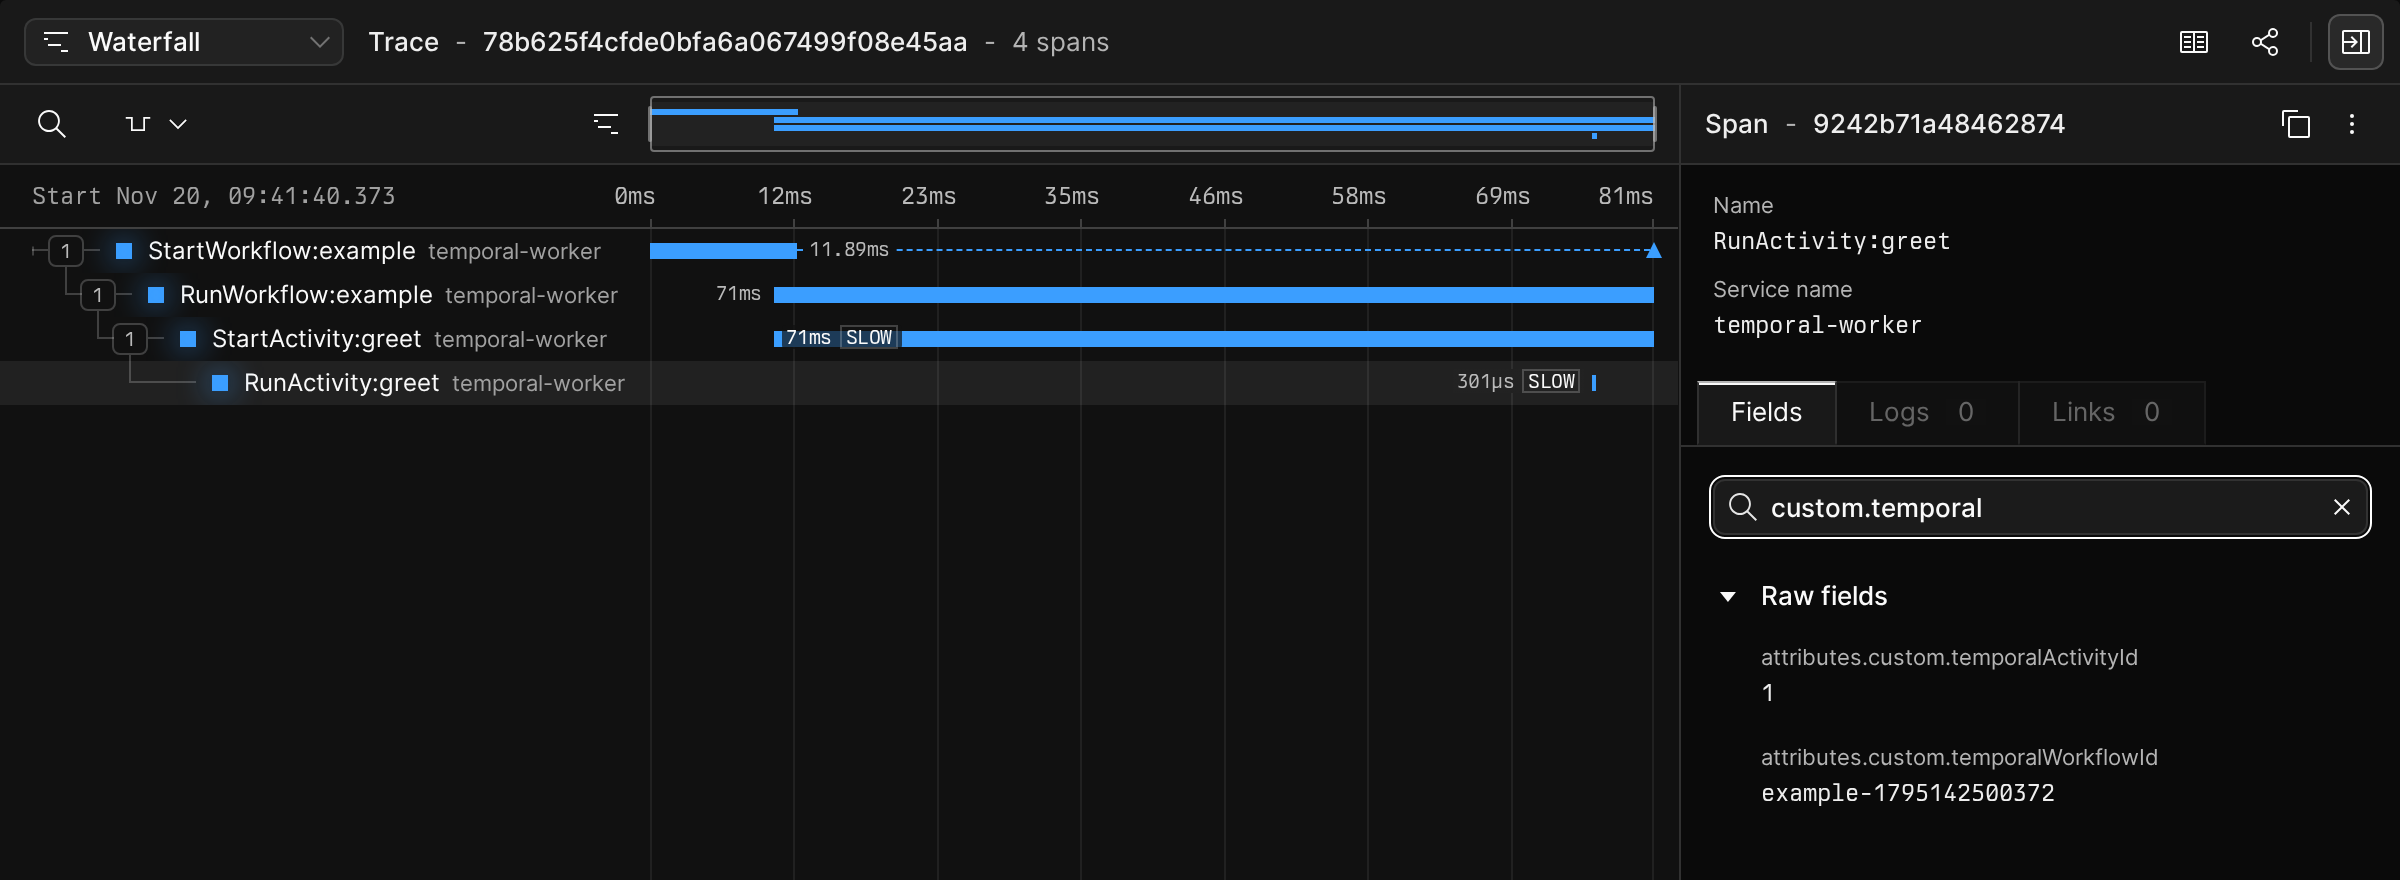 Waterfall
Trace - 78b625f4cfde0bfa6a067499f08e45aa - 4 spans
Span - 9242b71a48462874
Start Nov 20, 09:41:40.373
0ms 12ms 23ms 35ms 46ms 58ms 69ms 81ms
1 StartWorkflow:example temporal-worker 11.89ms
1 RunWorkflow:example temporal-worker 71ms
1 StartActivity:greet temporal-worker 71ms SLOW
RunActivity:greet temporal-worker 301µs SLOW
Name
RunActivity:greet
Service name
temporal-worker
Fields Logs 0 Links 0
custom.temporal
Raw fields
attributes.custom.temporalActivityId
1
attributes.custom.temporalWorkflowId
example-1795142500372